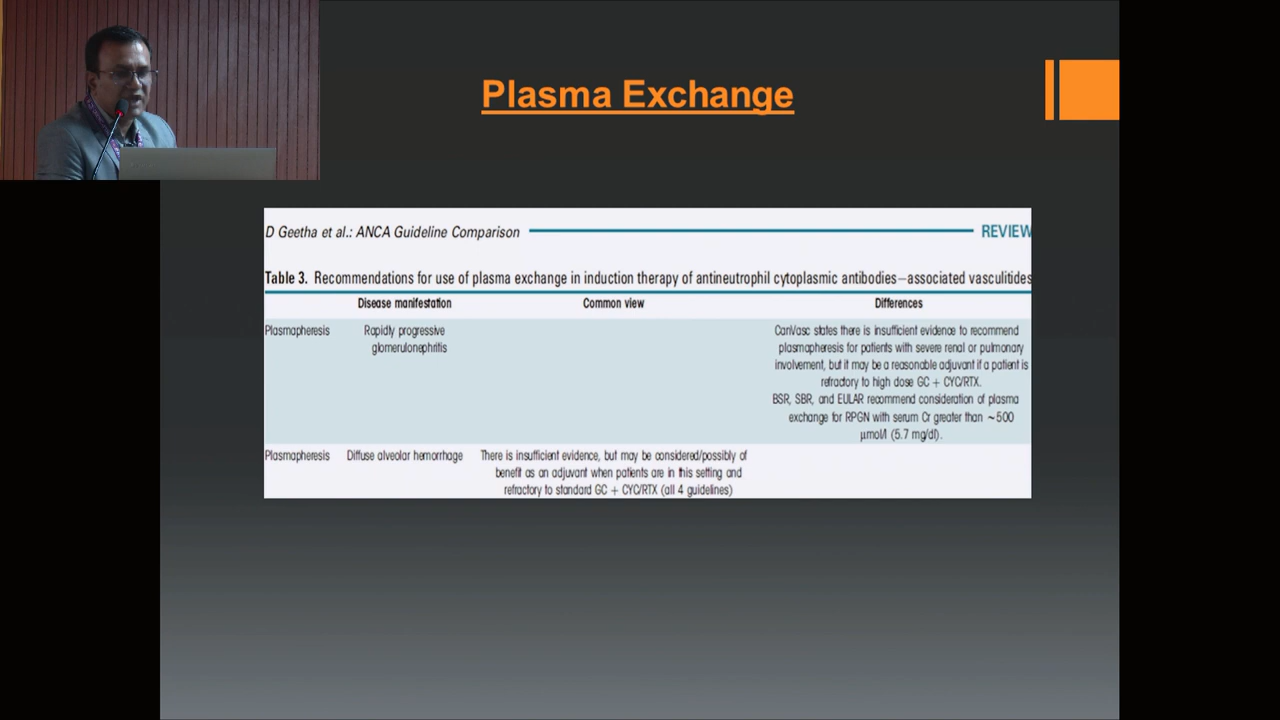 Plasma Exchange
D Geetha et al.: ANCA Guideline Comparison REVIEW
Table 3. Recommendations for use of plasma exchange in induction therapy of antineutrophil cytoplasmic antibodies–associated vasculitides
Disease manifestation Common view Differences
Plasmapheresis Rapidly progressive CanVasc states there is insufficient evidence to recommend
glomerulonephritis plasmapheresis for patients with severe renal or pulmonary
involvement, but it may be a reasonable adjuvant if a patient is
refractory to high dose GC + CYC/RTX.
BSR, SBR, and EULAR recommend consideration of plasma
exchange for RPGN with serum Cr greater than ~500
μmol/l (5.7 mg/dl).
Plasmapheresis Diffuse alveolar hemorrhage There is insufficient evidence, but may be considered/possibly of
benefit as an adjuvant when patients are in this setting and
refractory to standard GC + CYC/RTX (all 4 guidelines)